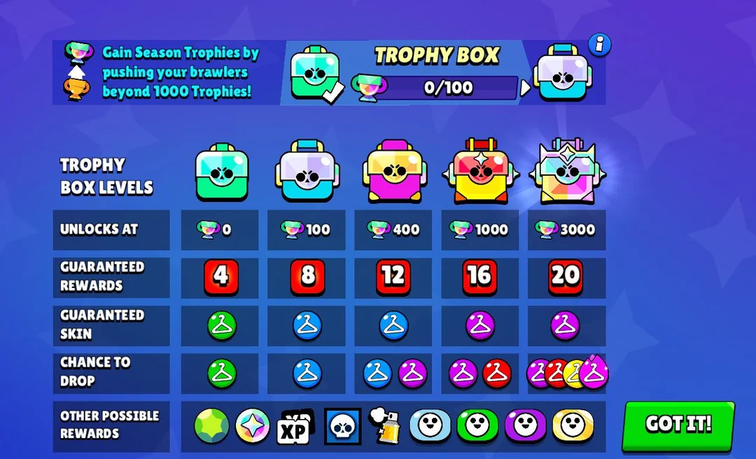 Gain Season Trophies by
pushing your brawlers
beyond 1000 Trophies!
TROPHY BOX
0/100
i
TROPHY
BOX LEVELS
UNLOCKS AT
0
100
400
1000
3000
GUARANTEED
REWARDS
4
8
12
16
20
GUARANTEED
SKIN
CHANCE TO
DROP
OTHER POSSIBLE
REWARDS
XP
GOT IT!